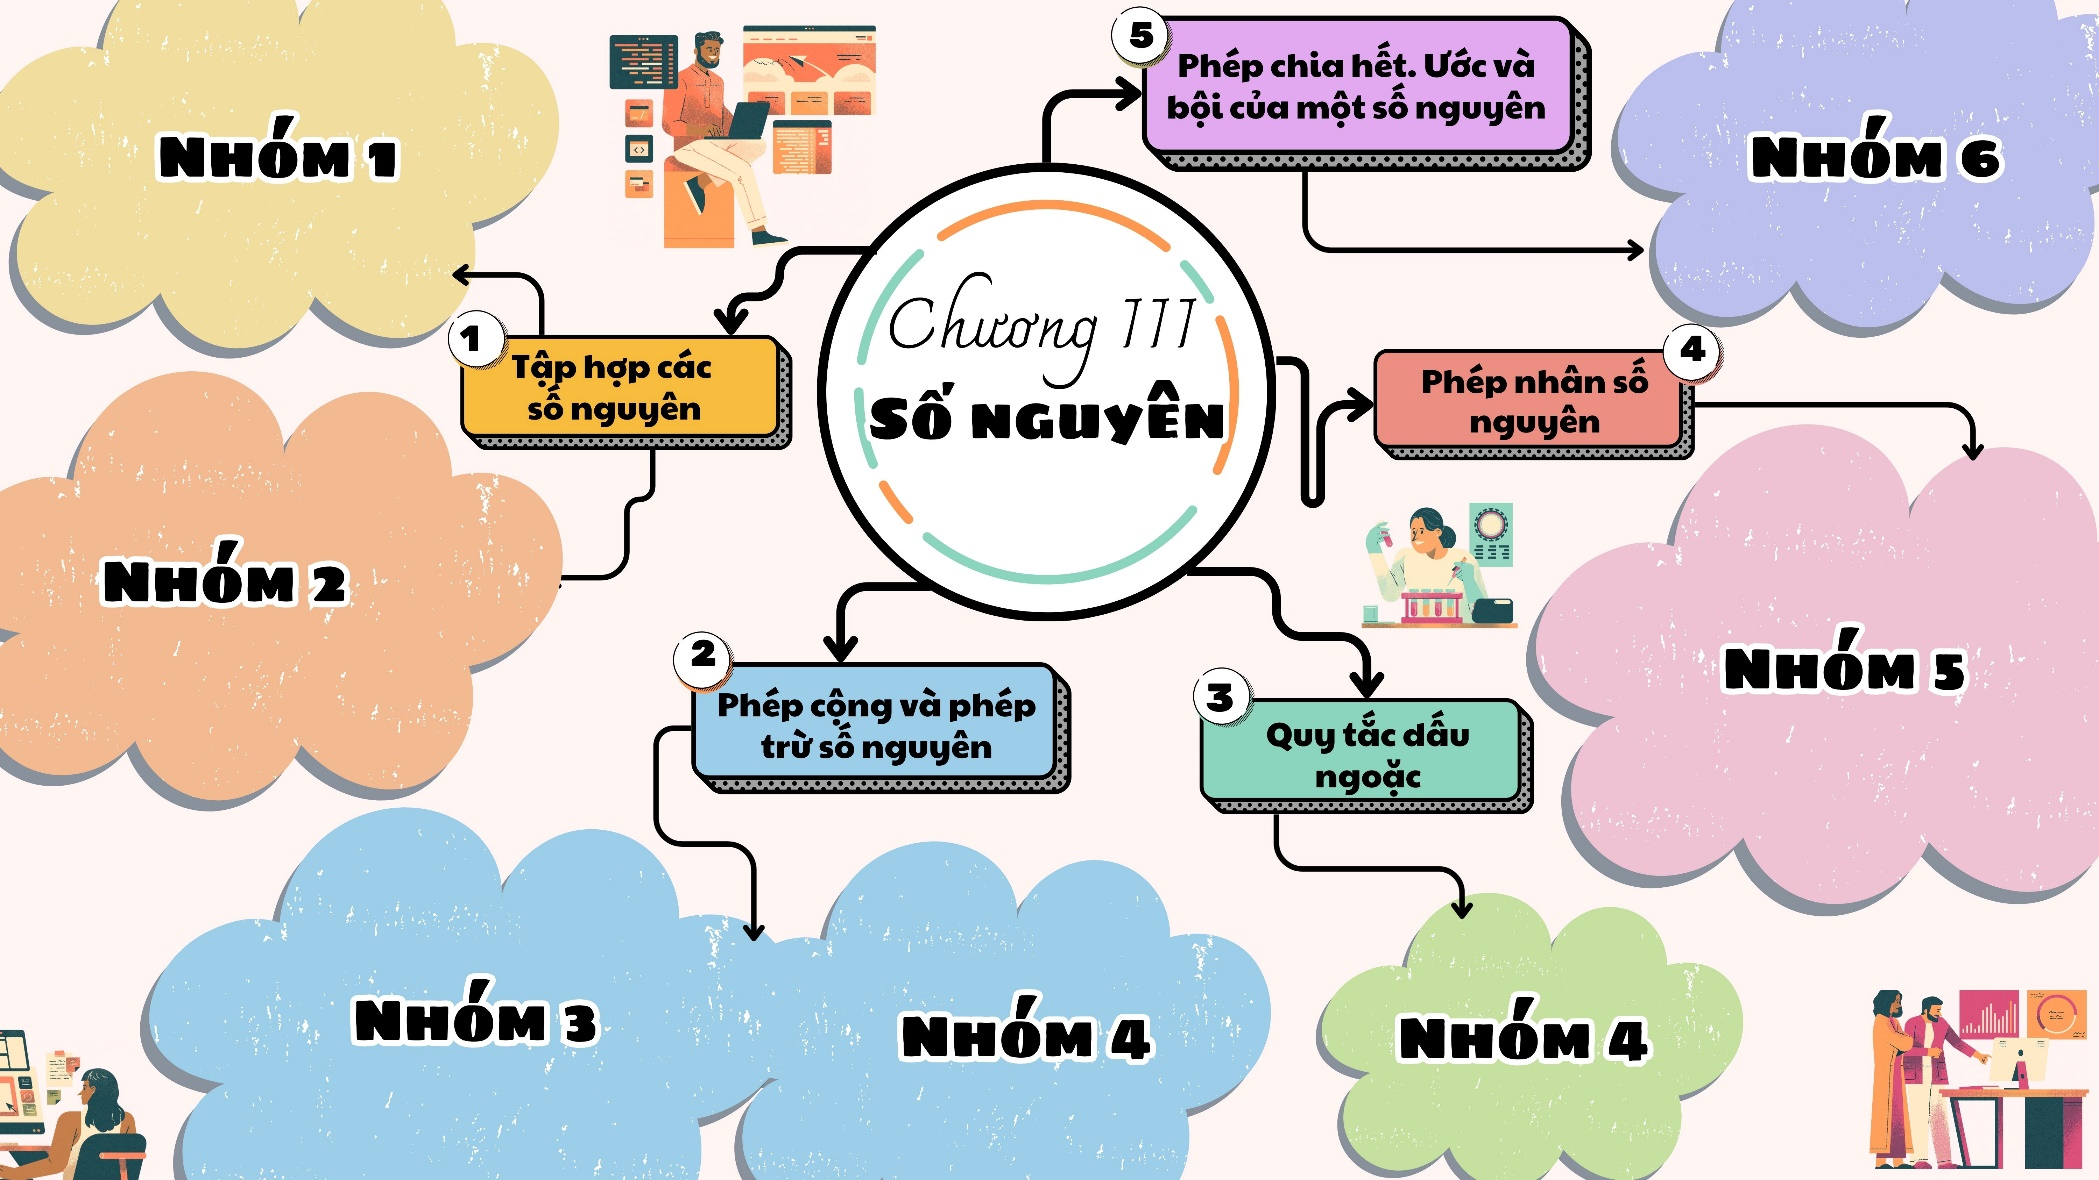 Chương III
Số nguyên
1
Tập hợp các
số nguyên
Nhóm 1
Nhóm 2
2
Phép cộng và phép
trừ số nguyên
Nhóm 3
Nhóm 4
3
Quy tắc dấu
ngoặc
Nhóm 4
4
Phép nhân số
nguyên
Nhóm 5
5
Phép chia hết. Ước và
bội của một số nguyên
Nhóm 6